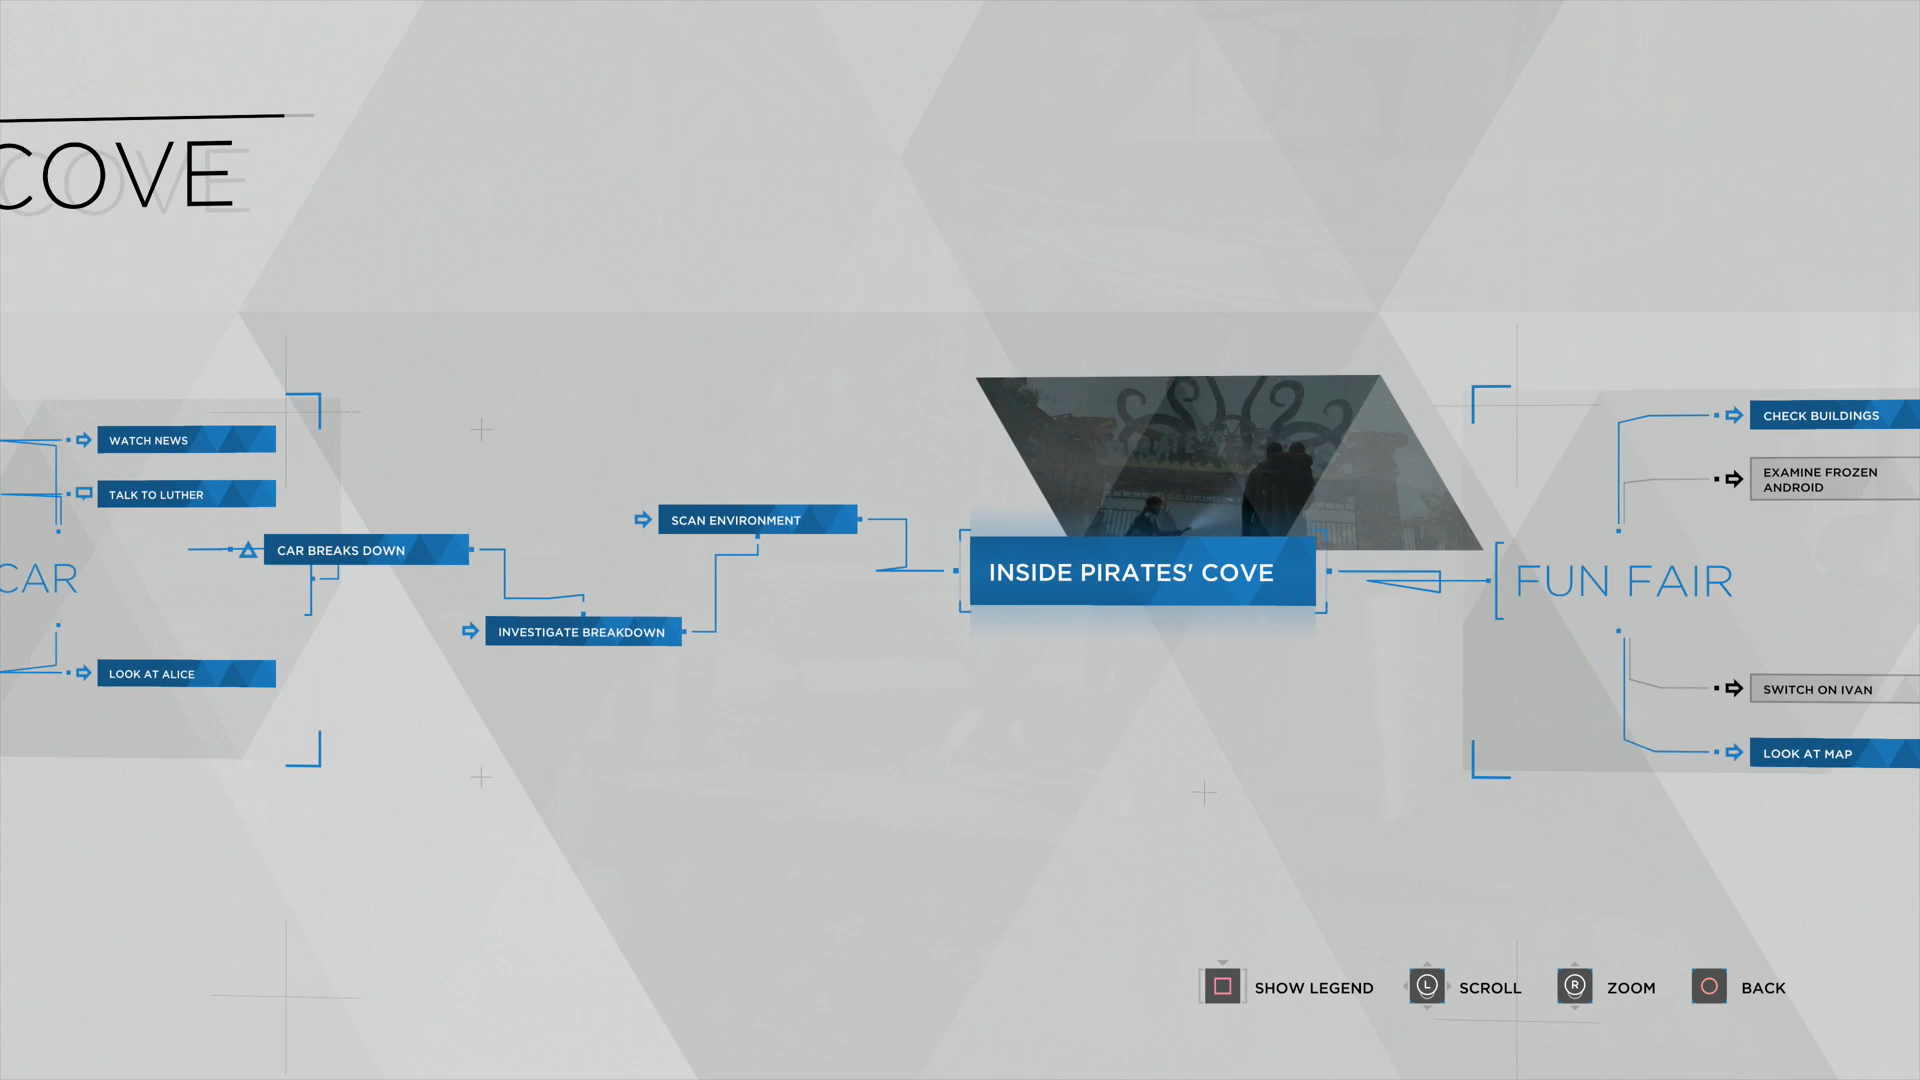 COVE
WATCH NEWS
TALK TO LUTHER
CAR
LOOK AT ALICE
CAR BREAKS DOWN
INVESTIGATE BREAKDOWN
SCAN ENVIRONMENT
INSIDE PIRATES' COVE
FUN FAIR
CHECK BUILDINGS
EXAMINE FROZEN
ANDROID
SWITCH ON IVAN
LOOK AT MAP
SHOW LEGEND
L
SCROLL
R
ZOOM
BACK